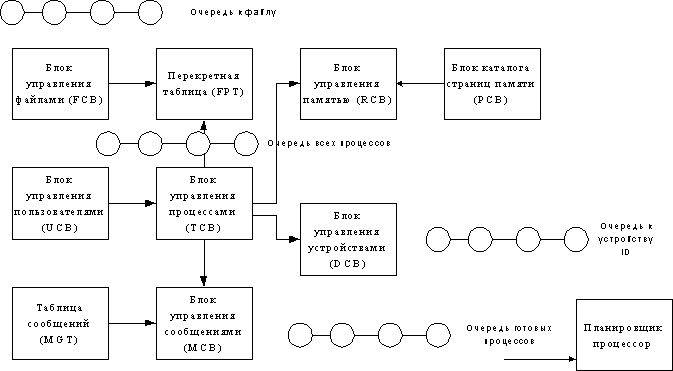 Очередь к файлу
Блок
управления
файлами (FCB)
Перекретная
таблица (FPT)
Блок
управления
памятью (RCB)
Блок каталога
страниц памяти
(PCB)
Очередь всех процессов
Блок
управления
пользователями
(UCB)
Блок
управления
процессами
(TCB)
Блок
управления
устройствами
(DCB)
Очередь к
устройству
ID
Таблица
сообщений
(MGT)
Блок
управления
сообщениями
(MCB)
Очередь готовых
процессов
Планировщик
процессор